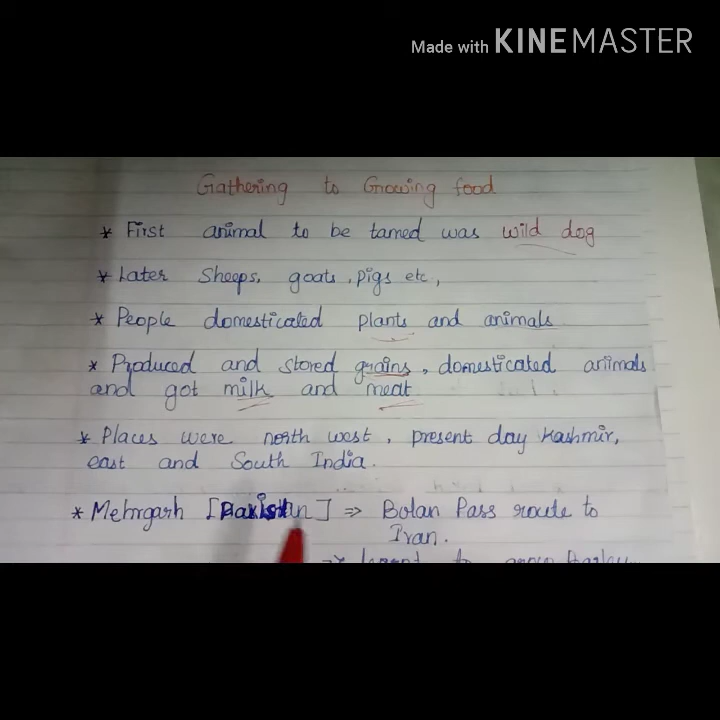 Made with KINEMASTER
Gathering to Growing food
* First animal to be tamed was wild dog
* Later Sheeps, goats, pigs etc,
* People domesticated plants and animals
* Produced and stored grains, domesticated animals
and got milk and meat
* Places were north west, present day Kashmir,
east and South India.
* Mehrgarh [Pakistan] => Bolan Pass route to
Iran.